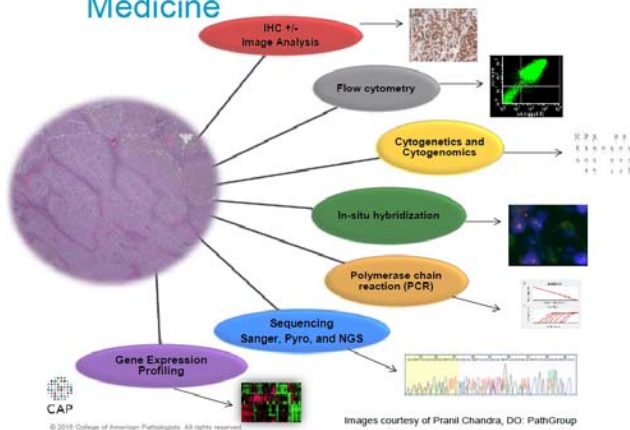 Medicine
IHC +/-
Image Analysis
Flow cytometry
Cytogenetics and
Cytogenomics
In-situ hybridization
Polymerase chain
reaction (PCR)
Sequencing
Sanger, Pyro, and NGS
Gene Expression
Profiling
CAP
© 2016 College of American Pathologists. All rights reserved.
Images courtesy of Pranil Chandra, DO: PathGroup